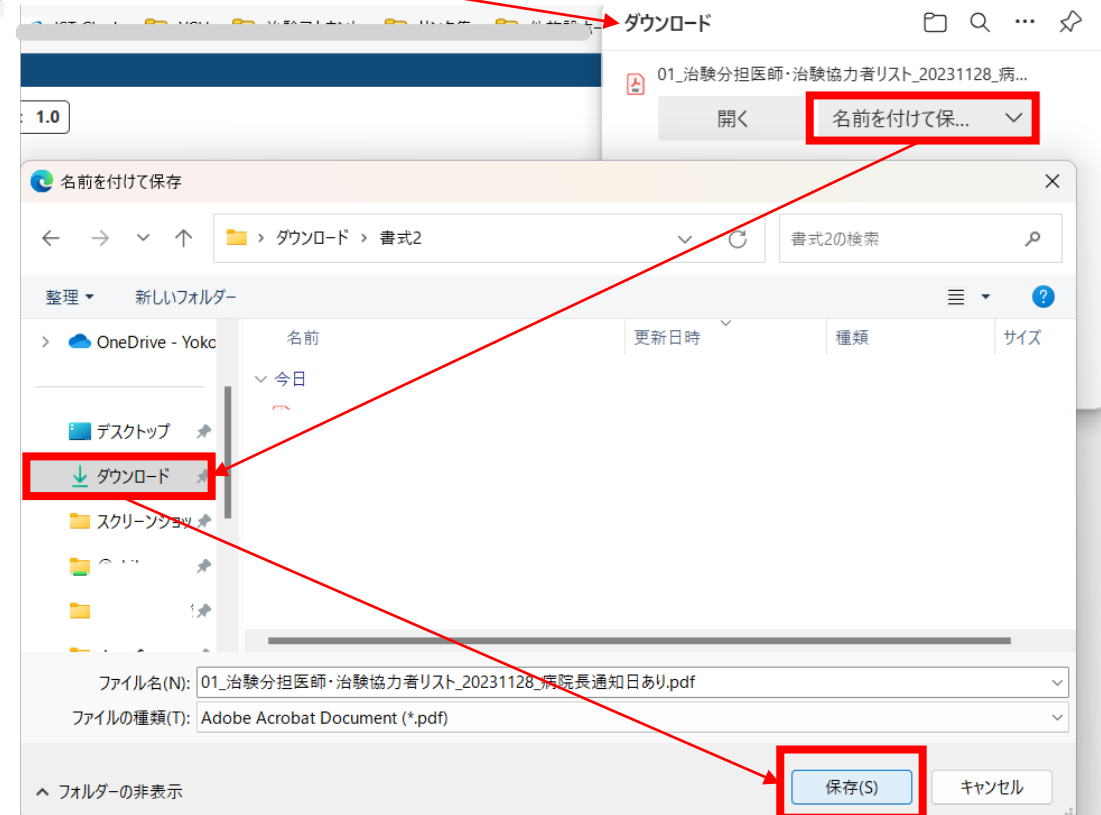 ダウンロード
01_治験分担医師・治験協力者リスト_20231128_病...
開く
名前を付けて保...
: 1.0
名前を付けて保存
ダウンロード
書式2
書式2の検索
整理
新しいフォルダー
OneDrive - Yoko
名前
更新日時
種類
サイズ
今日
デスクトップ
ダウンロード
スクリーンショッ
ファイル名(N): 01_治験分担医師・治験協力者リスト_20231128_病院長通知日あり.pdf
ファイルの種類(T): Adobe Acrobat Document (*.pdf)
フォルダーの非表示
保存(S)
キャンセル